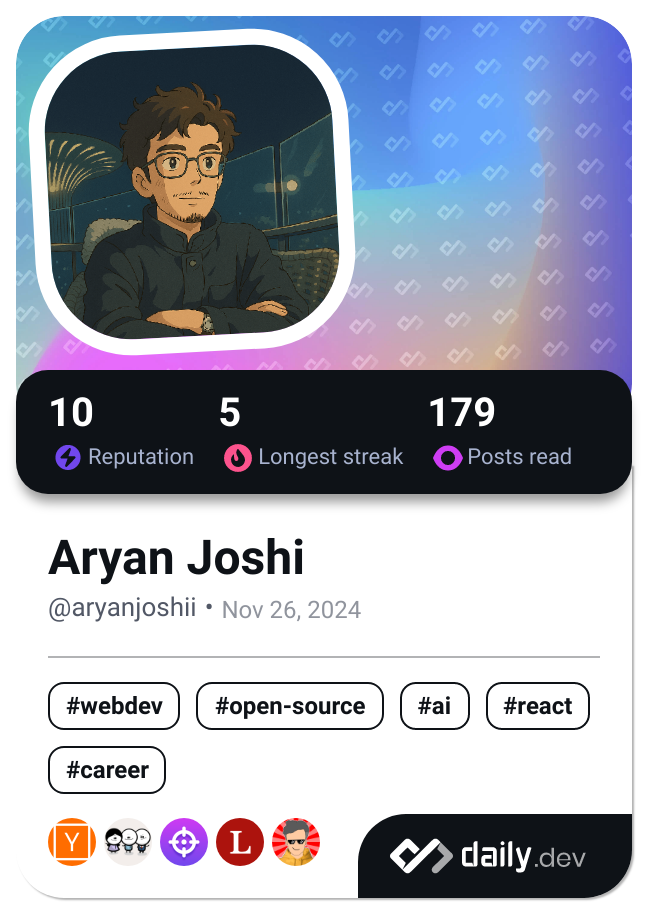 10 5 179
Reputation Longest streak Posts read
Aryan Joshi
@aryanjoshii • Nov 26, 2024
#webdev #open-source #ai #react
#career
Y L
daily.dev